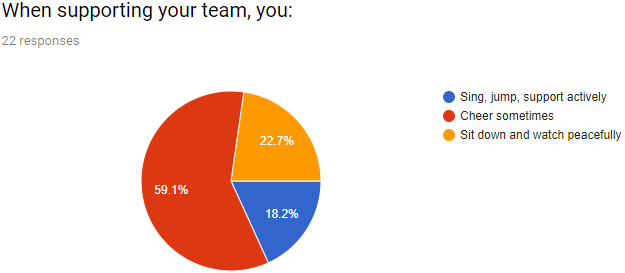 When supporting your team, you:
22 responses
Sing, jump, support actively
Cheer sometimes
Sit down and watch peacefully
22.7%
59.1%
18.2%